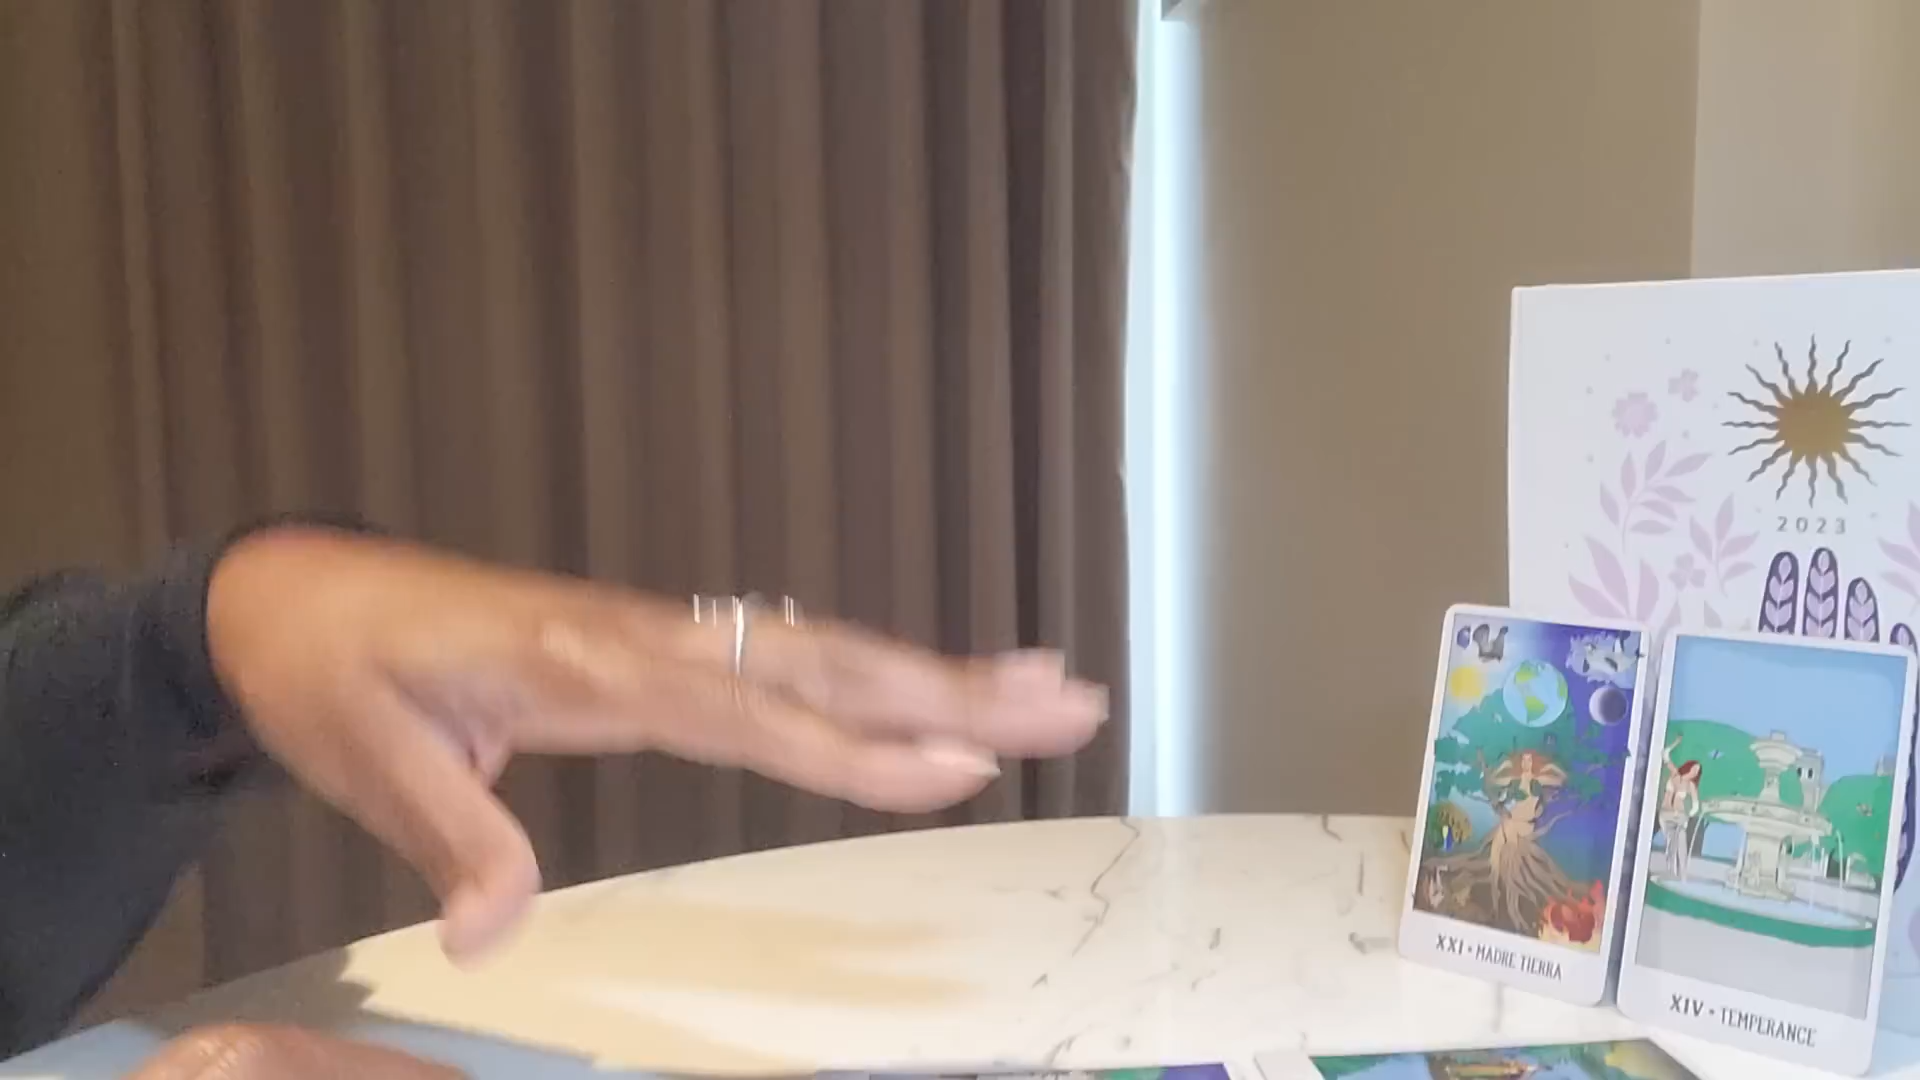 2023
XXI • MADRE TIERRA
XIV • TEMPERANCE